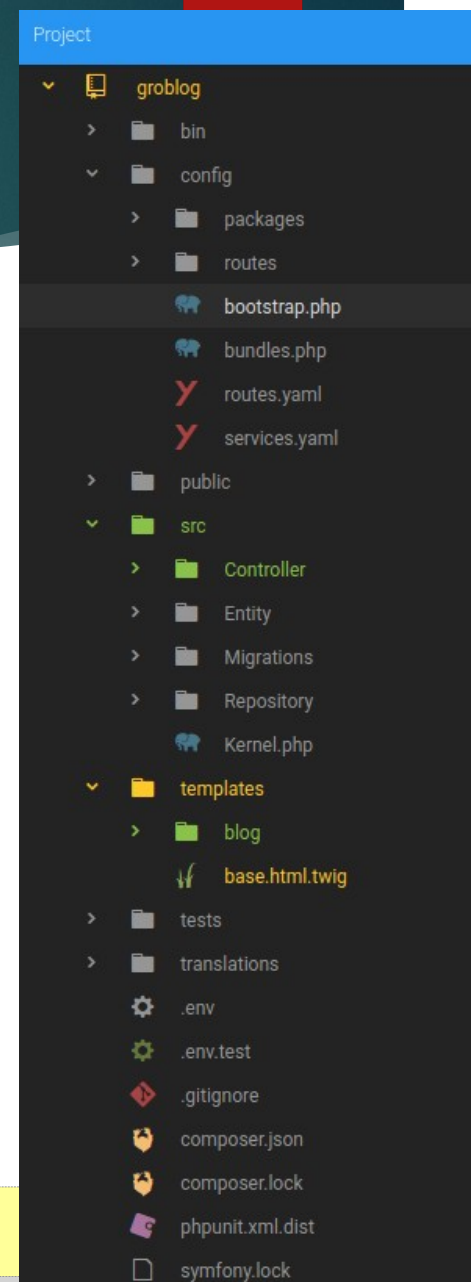 Project
groblog
bin
config
packages
routes
bootstrap.php
bundles.php
routes.yaml
services.yaml
public
src
Controller
Entity
Migrations
Repository
Kernel.php
templates
blog
base.html.twig
tests
translations
.env
.env.test
.gitignore
composer.json
composer.lock
phpunit.xml.dist
symfony.lock